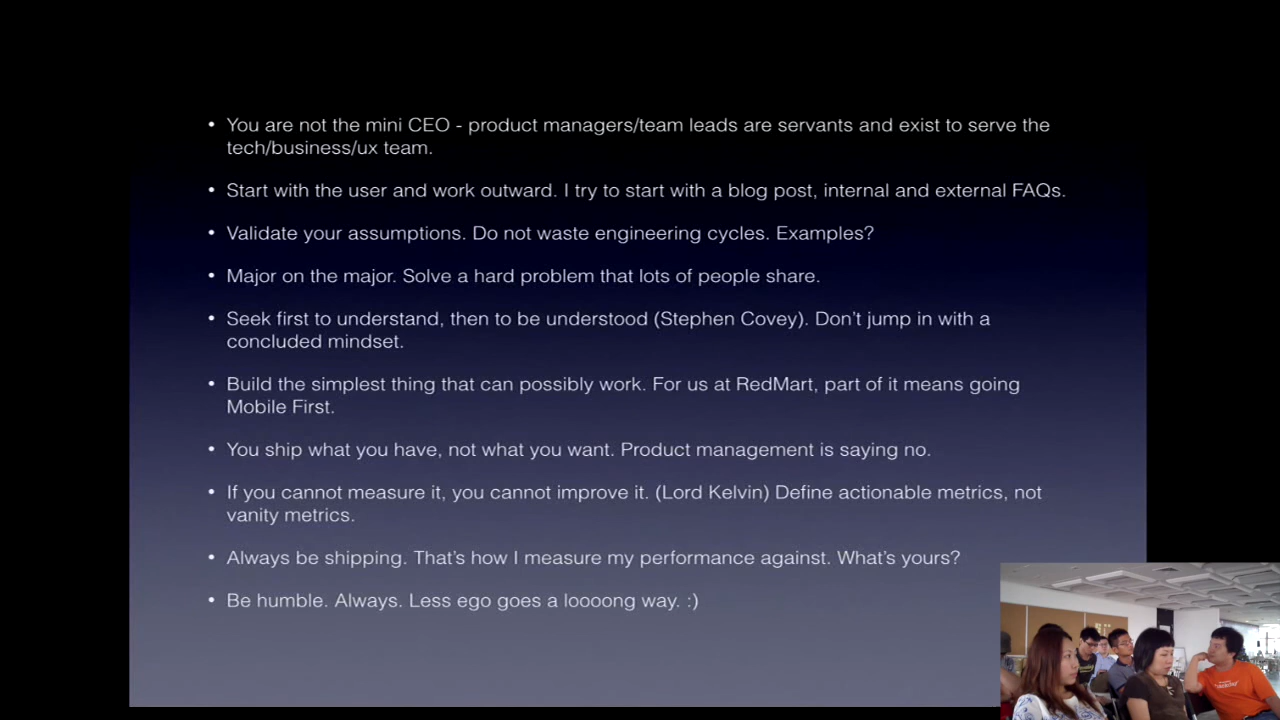 • You are not the mini CEO - product managers/team leads are servants and exist to serve the
tech/business/ux team.
• Start with the user and work outward. I try to start with a blog post, internal and external FAQs.
• Validate your assumptions. Do not waste engineering cycles. Examples?
• Major on the major. Solve a hard problem that lots of people share.
• Seek first to understand, then to be understood (Stephen Covey). Don’t jump in with a
concluded mindset.
• Build the simplest thing that can possibly work. For us at RedMart, part of it means going
Mobile First.
• You ship what you have, not what you want. Product management is saying no.
• If you cannot measure it, you cannot improve it. (Lord Kelvin) Define actionable metrics, not
vanity metrics.
• Always be shipping. That’s how I measure my performance against. What’s yours?
• Be humble. Always. Less ego goes a loooong way. :)